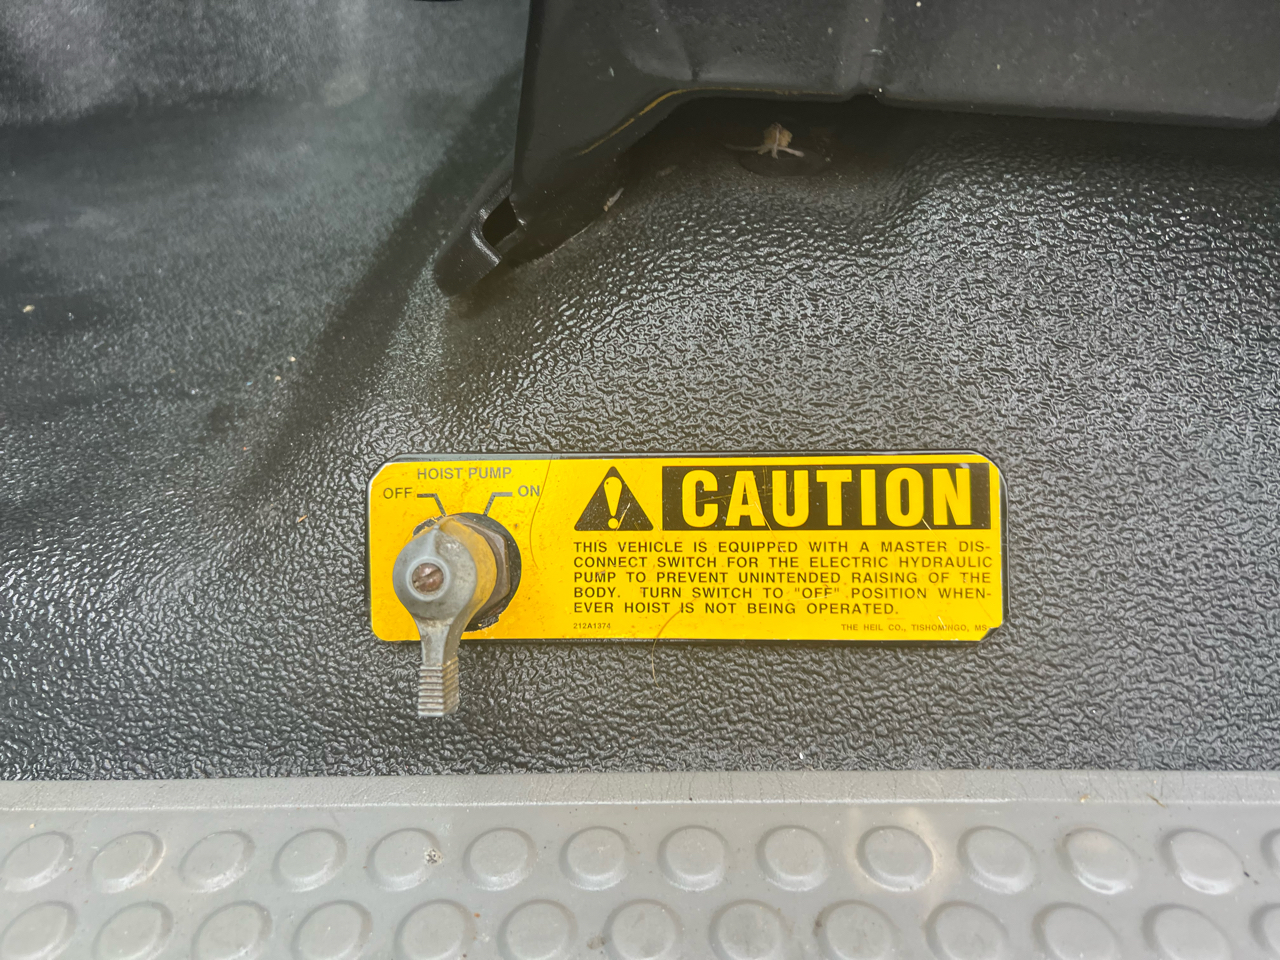 HOIST PUMP
OFF
ON
CAUTION
THIS VEHICLE IS EQUIPPED WITH A MASTER DIS-
CONNECT SWITCH FOR THE ELECTRIC HYDRAULIC
PUMP TO PREVENT UNINTENDED RAISING OF THE
BODY. TURN SWITCH TO "OFF" POSITION WHEN-
EVER HOIST IS NOT BEING OPERATED.
212A1374
THE HEIL CO., TISHOMINGO, MS.